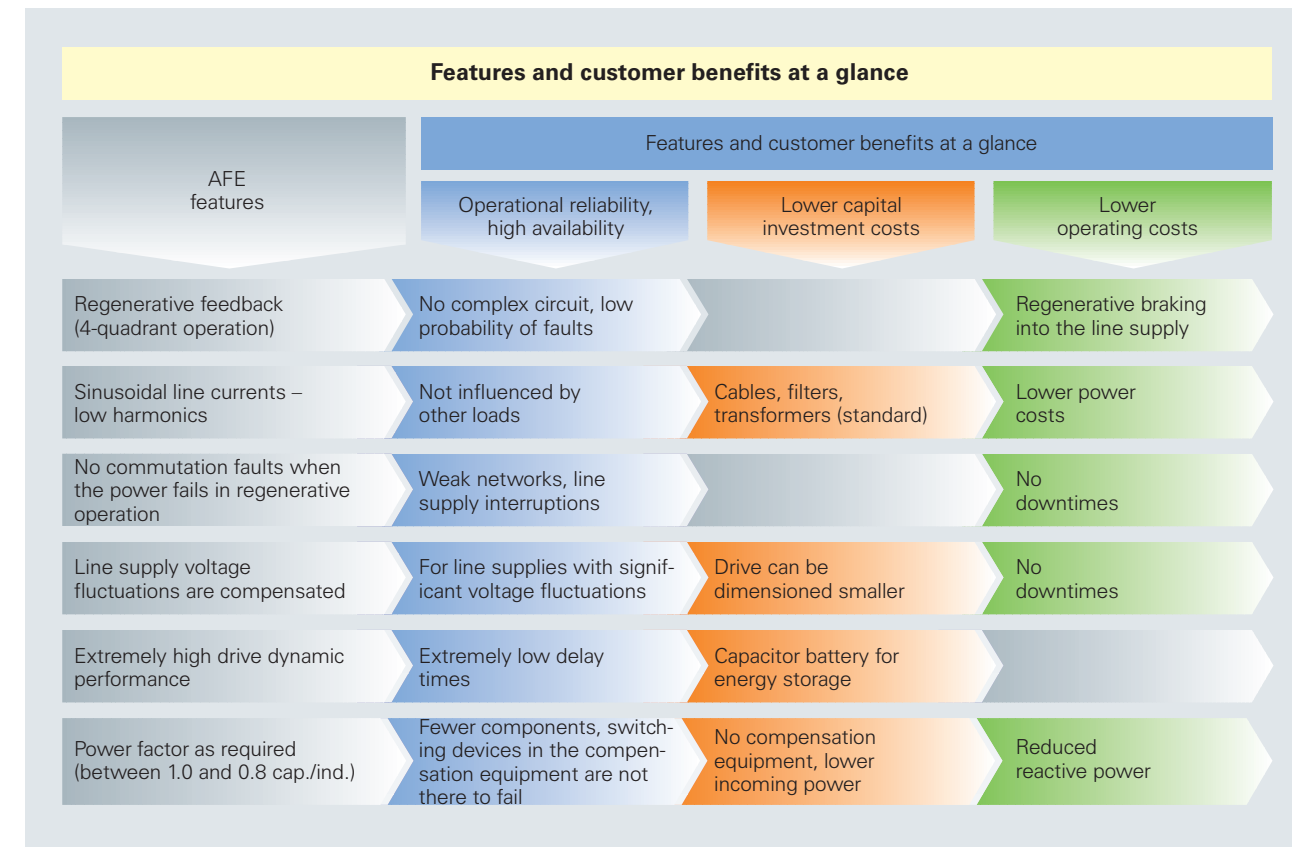 Features and customer benefits at a glance
AFE
features
Features and customer benefits at a glance
Operational reliability,
high availability
Lower capital
investment costs
Lower
operating costs
Regenerative feedback
(4-quadrant operation)
No complex circuit, low
probability of faults
Regenerative braking
into the line supply
Sinusoidal line currents –
low harmonics
Not influenced by
other loads
Cables, filters,
transformers (standard)
Lower power
costs
No commutation faults when
the power fails in regenerative
operation
Weak networks, line
supply interruptions
No
downtimes
Line supply voltage
fluctuations are compensated
For line supplies with signif-
icant voltage fluctuations
Drive can be
dimensioned smaller
No
downtimes
Extremely high drive dynamic
performance
Extremely low delay
times
Capacitor battery for
energy storage
Power factor as required
(between 1.0 and 0.8 cap./ind.)
Fewer components, switch-
ing devices in the compen-
sation equipment are not
there to fail
No compensation
equipment, lower
incoming power
Reduced
reactive power